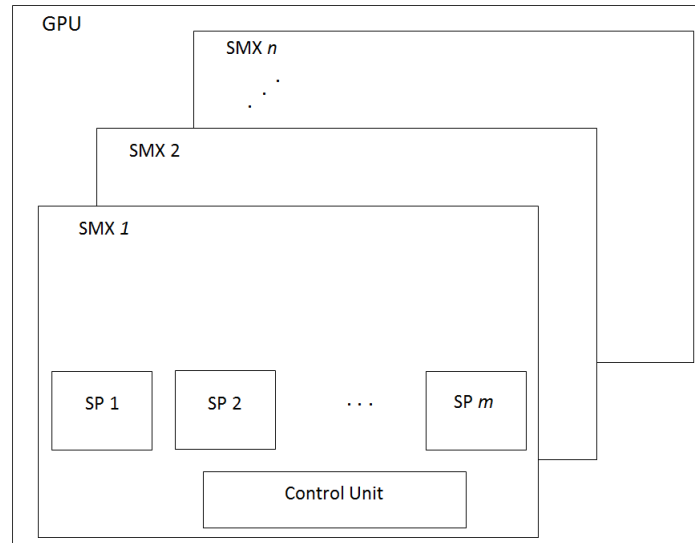 GPU
SMX n
. . .
SMX 2
SMX 1
SP 1 SP 2 . . . SP m
Control Unit